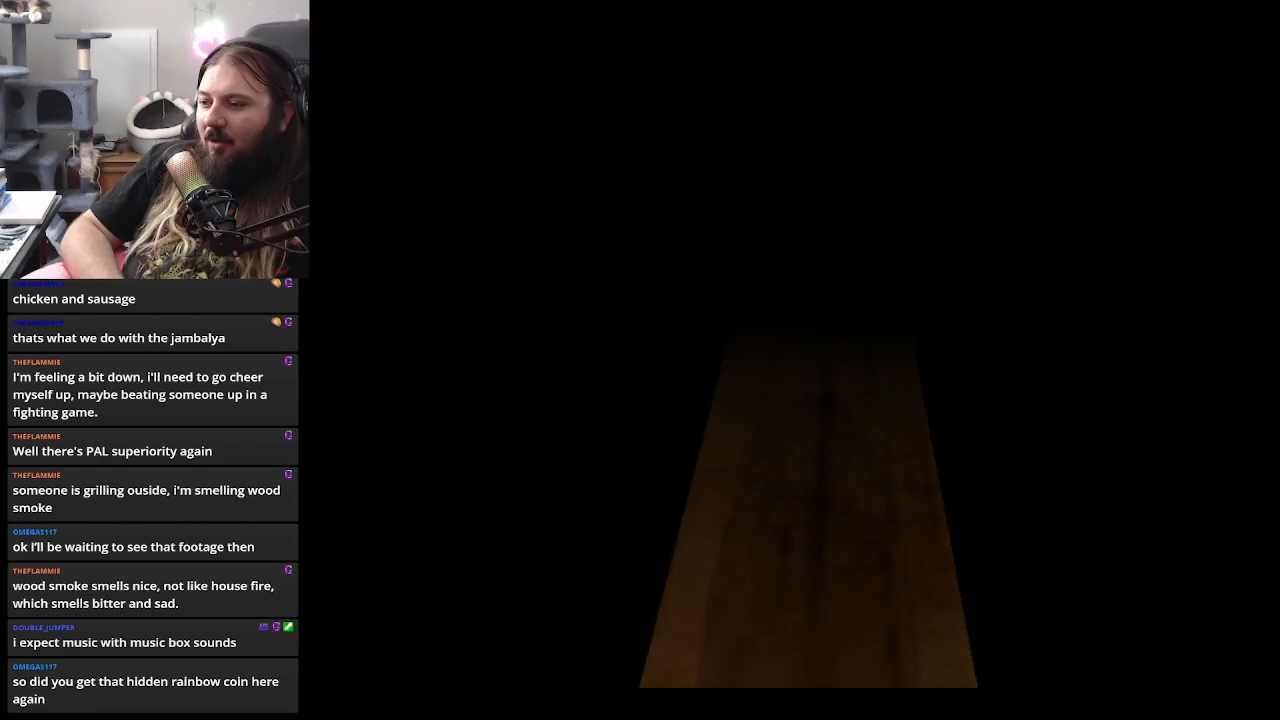 chicken and sausage
thats what we do with the jambalya
THEFLAMMIE
I'm feeling a bit down, i'll need to go cheer
myself up, maybe beating someone up in a
fighting game.
THEFLAMMIE
Well there's PAL superiority again
THEFLAMMIE
someone is grilling ouside, i'm smelling wood
smoke
OMEGAS117
ok I'll be waiting to see that footage then
THEFLAMMIE
wood smoke smells nice, not like house fire,
which smells bitter and sad.
DOUBLE_JUMPER
i expect music with music box sounds
OMEGAS117
so did you get that hidden rainbow coin here
again